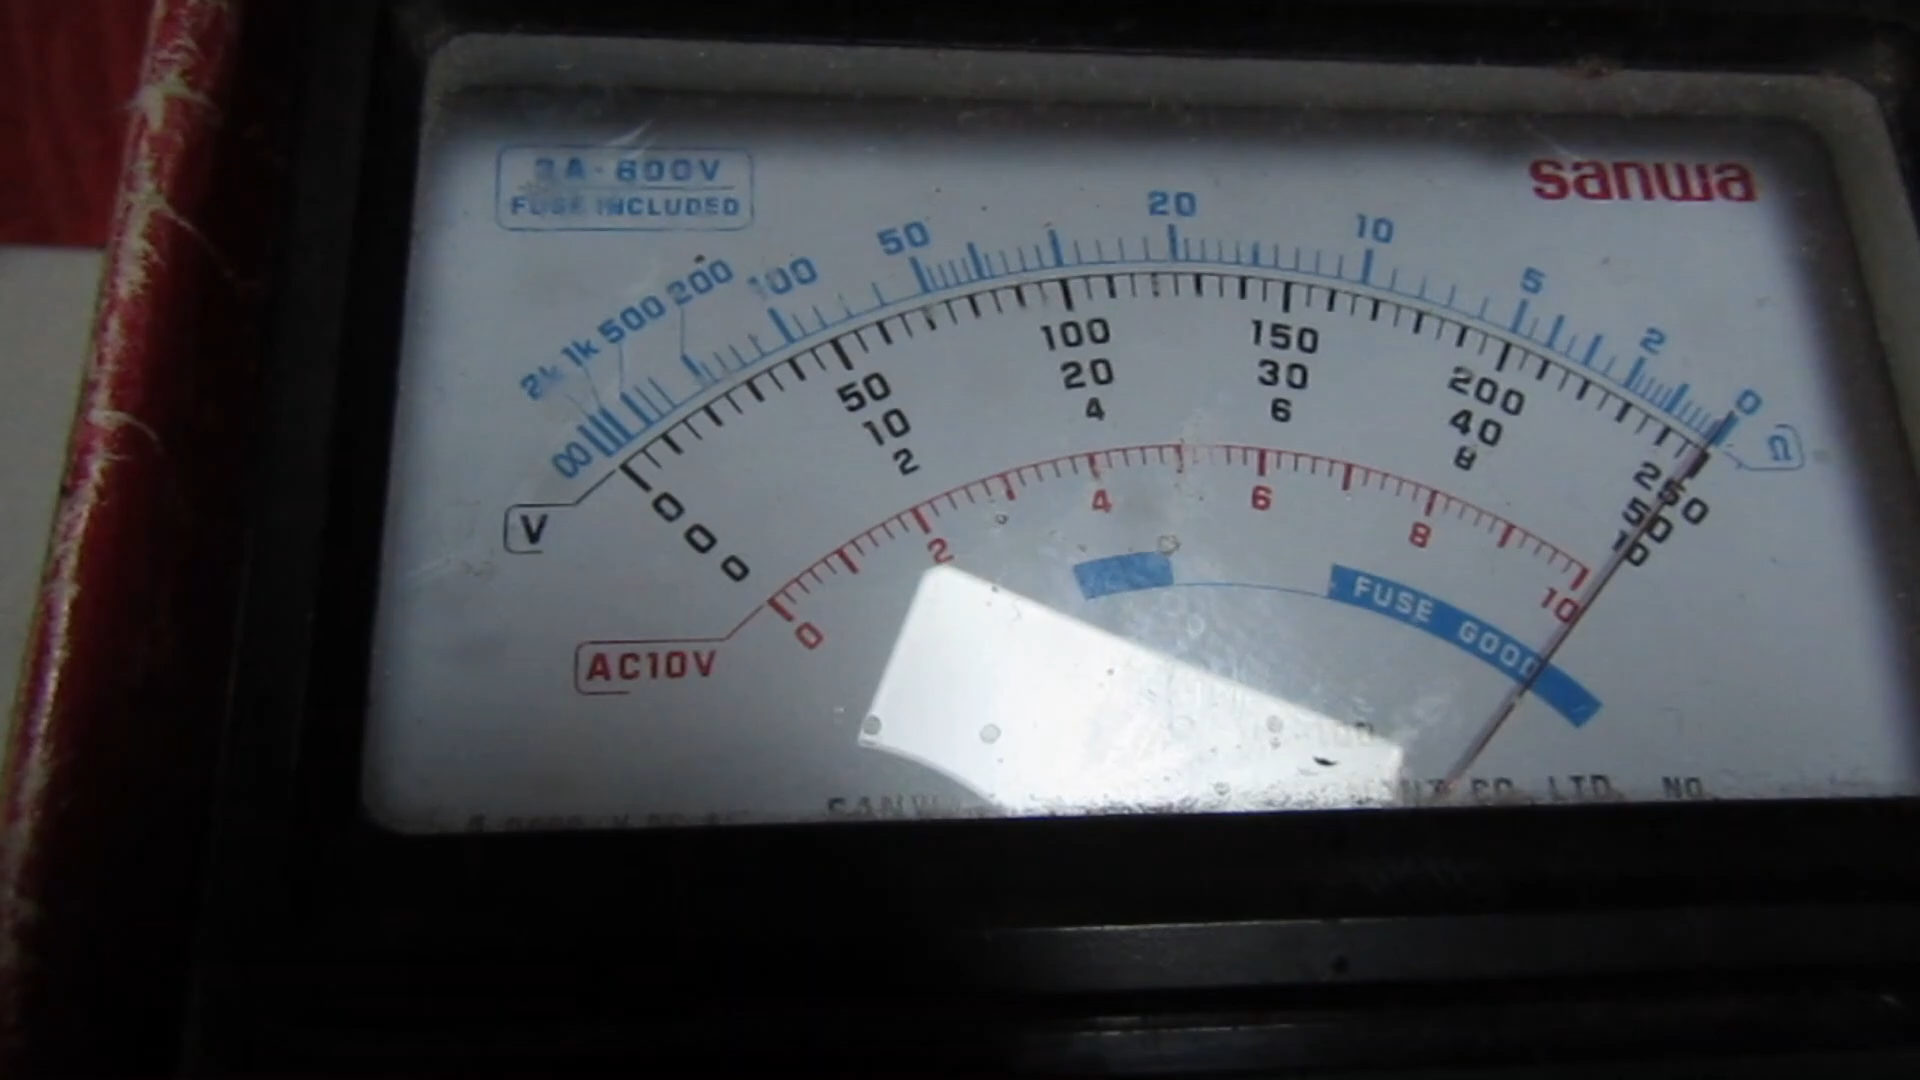 3A-600V
FUSE INCLUDED
sanwa
2k 1k 500 200 100 50 20 10 5 2 0
∞
Ω
V
0 50 100 150 200 250
0 10 20 30 40 50
0 2 4 6 8 10
0 2 4 6 8 10
AC10V
FUSE GOOD
CO. LTD. NO.